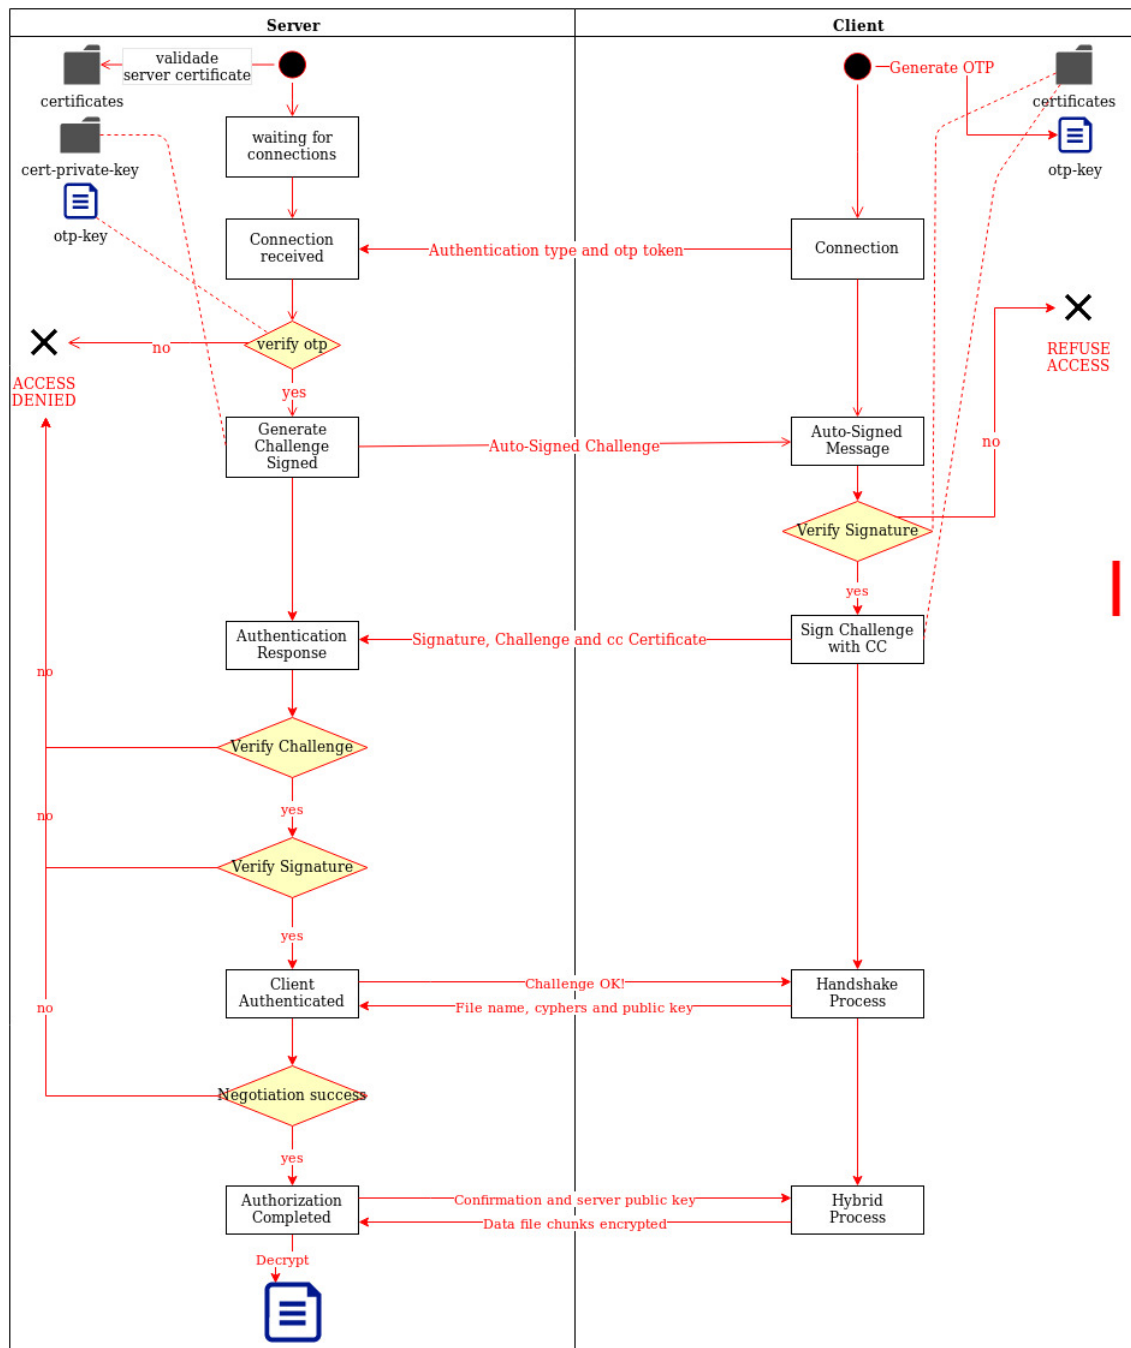 Server
Client
validade
server certificate
certificates
Generate OTP
certificates
waiting for
connections
cert-private-key
otp-key
otp-key
Connection
received
Authentication type and otp token
Connection
verify otp
no
ACCESS
DENIED
REFUSE
ACCESS
yes
Generate
Challenge
Signed
Auto-Signed Challenge
Auto-Signed
Message
no
Verify Signature
yes
Authentication
Response
Signature, Challenge and cc Certificate
Sign Challenge
with CC
no
Verify Challenge
yes
no
Verify Signature
yes
Client
Authenticated
Challenge OK!
File name, cyphers and public key
Handshake
Process
no
Negotiation success
yes
Authorization
Completed
Confirmation and server public key
Data file chunks encrypted
Hybrid
Process
Decrypt